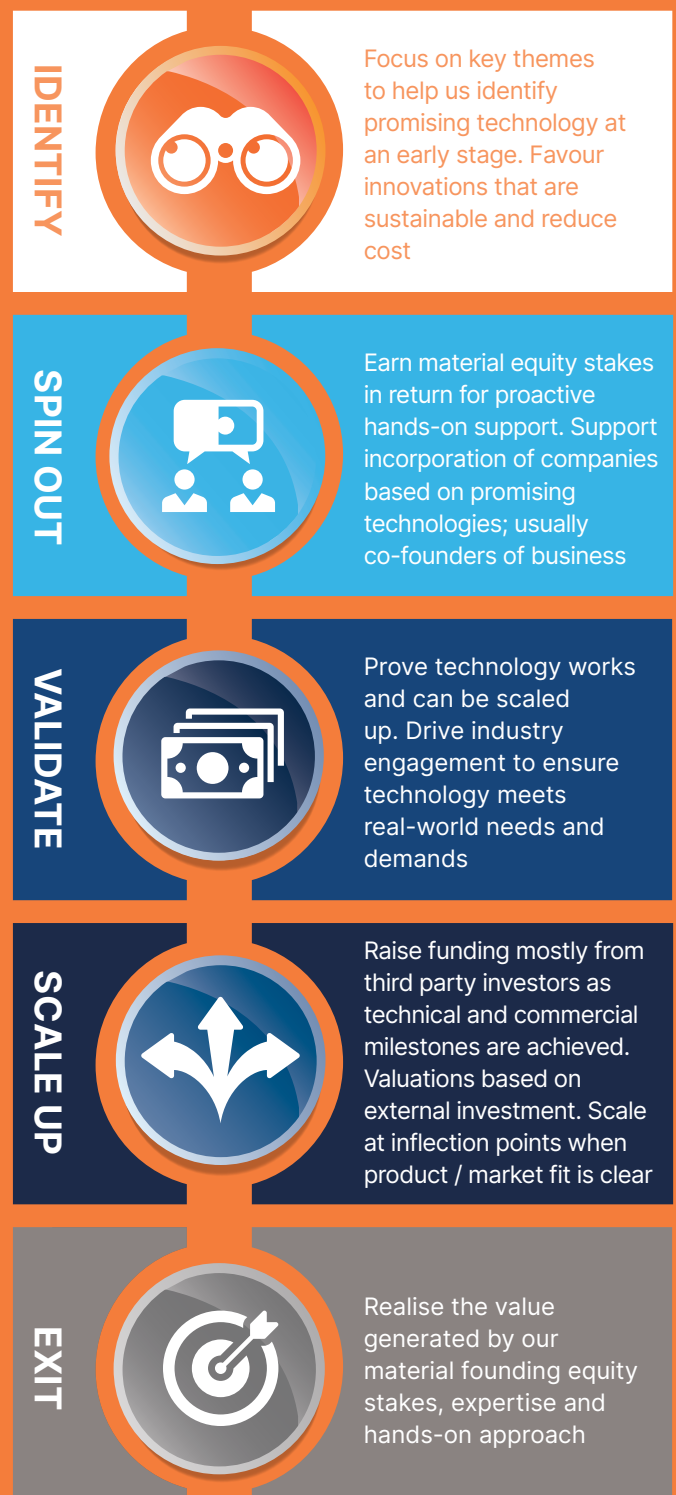 IDENTIFY
Focus on key themes
to help us identify
promising technology at
an early stage. Favour
innovations that are
sustainable and reduce
cost
SPIN OUT
Earn material equity stakes
in return for proactive
hands-on support. Support
incorporation of companies
based on promising
technologies; usually
co-founders of business
VALIDATE
Prove technology works
and can be scaled
up. Drive industry
engagement to ensure
technology meets
real-world needs and
demands
SCALE UP
Raise funding mostly from
third party investors as
technical and commercial
milestones are achieved.
Valuations based on
external investment. Scale
at inflection points when
product / market fit is clear
EXIT
Realise the value
generated by our
material founding equity
stakes, expertise and
hands-on approach